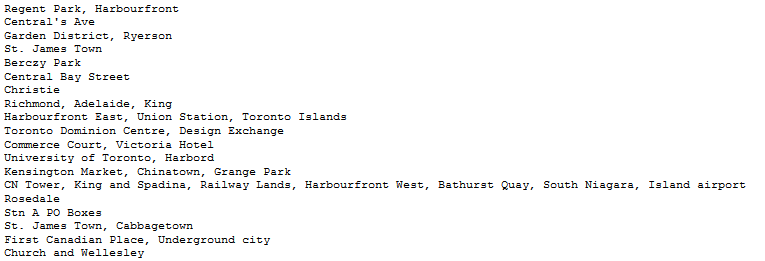 Regent Park, Harbourfront
Central's Ave
Garden District, Ryerson
St. James Town
Berczy Park
Central Bay Street
Christie
Richmond, Adelaide, King
Harbourfront East, Union Station, Toronto Islands
Toronto Dominion Centre, Design Exchange
Commerce Court, Victoria Hotel
University of Toronto, Harbord
Kensington Market, Chinatown, Grange Park
CN Tower, King and Spadina, Railway Lands, Harbourfront West, Bathurst Quay, South Niagara, Island airport
Rosedale
Stn A PO Boxes
St. James Town, Cabbagetown
First Canadian Place, Underground city
Church and Wellesley